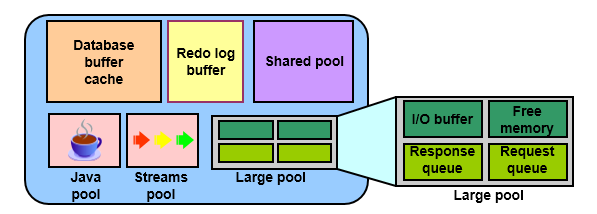 Database
buffer
cache
Redo log
buffer
Shared pool
Java
pool
Streams
pool
Large pool
I/O buffer
Free
memory
Response
queue
Request
queue
Large pool